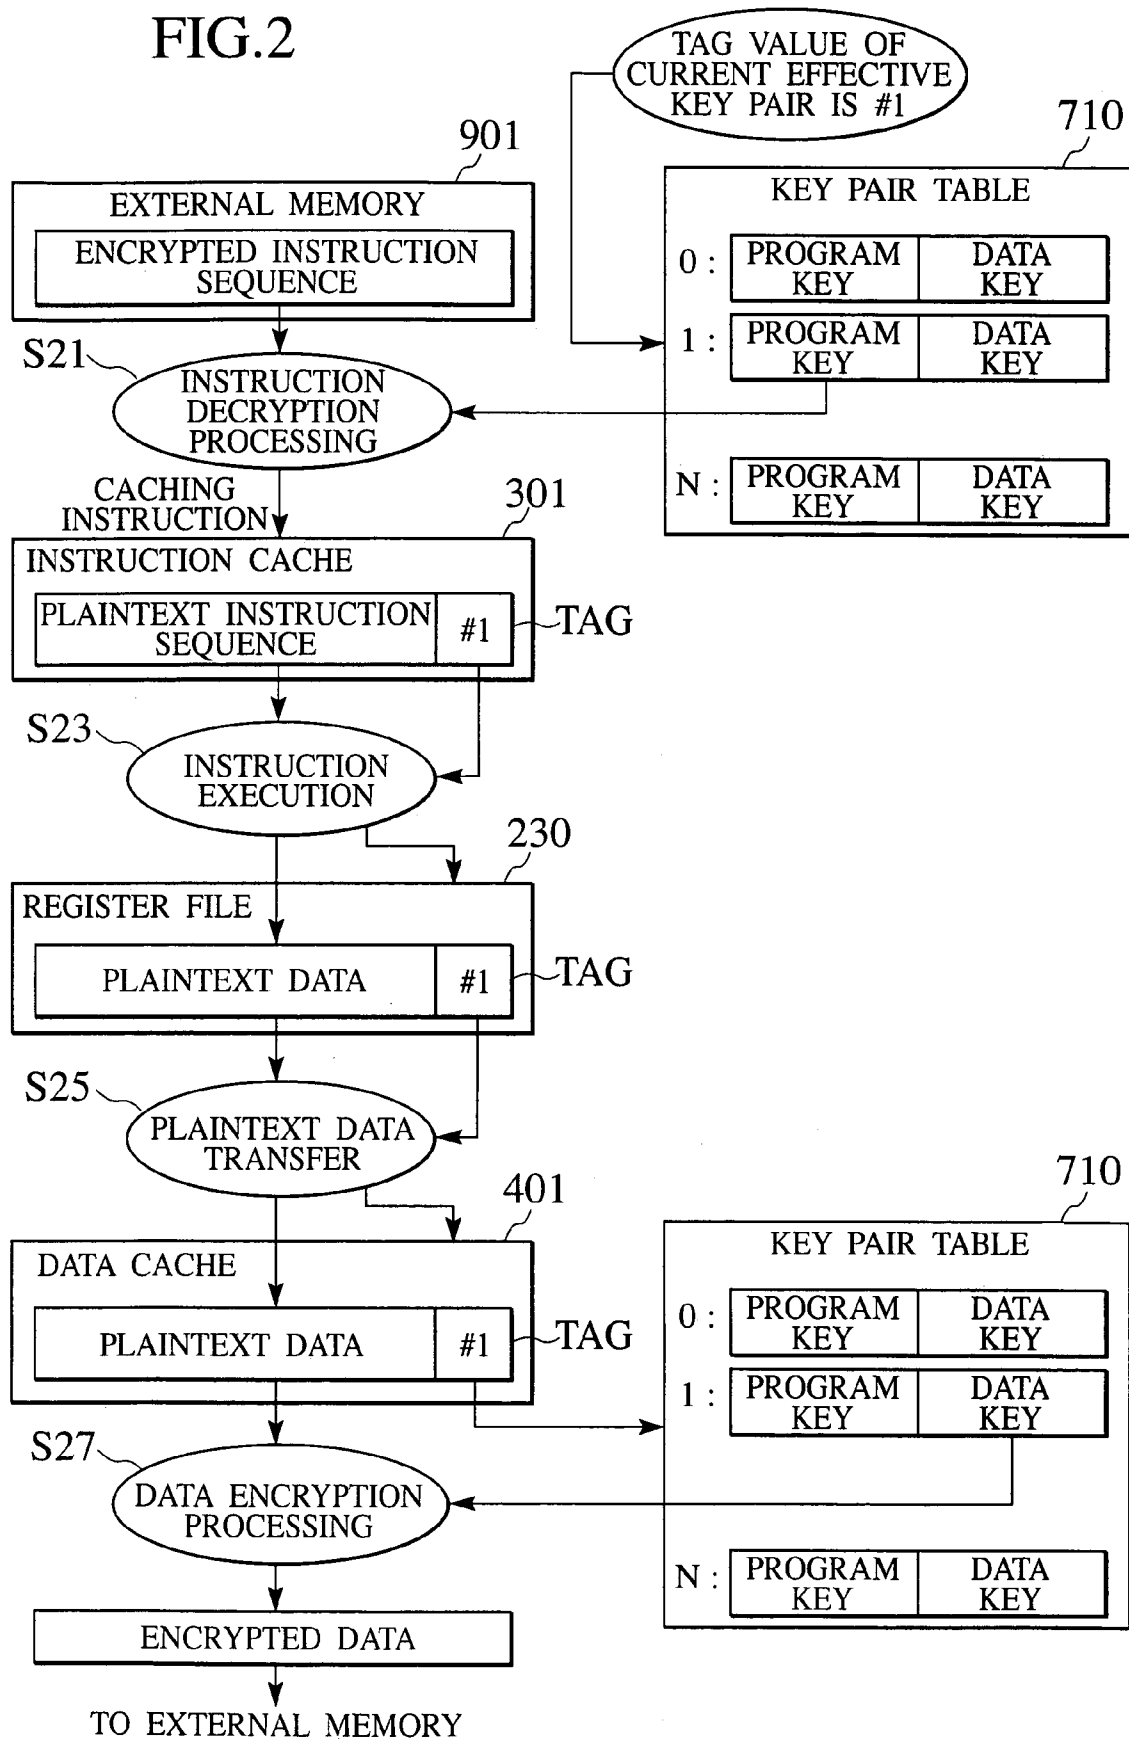 FIG.2
TAG VALUE OF
CURRENT EFFECTIVE
KEY PAIR IS #1
901
EXTERNAL MEMORY
ENCRYPTED INSTRUCTION
SEQUENCE
710
KEY PAIR TABLE
0 : PROGRAM KEY DATA KEY
1 : PROGRAM KEY DATA KEY
N : PROGRAM KEY DATA KEY
S21
INSTRUCTION
DECRYPTION
PROCESSING
CACHING
INSTRUCTION
301
INSTRUCTION CACHE
PLAINTEXT INSTRUCTION
SEQUENCE
#1
TAG
S23
INSTRUCTION
EXECUTION
230
REGISTER FILE
PLAINTEXT DATA #1 TAG
S25
PLAINTEXT DATA
TRANSFER
401
DATA CACHE
PLAINTEXT DATA #1 TAG
710
KEY PAIR TABLE
0 : PROGRAM KEY DATA KEY
1 : PROGRAM KEY DATA KEY
N : PROGRAM KEY DATA KEY
S27
DATA ENCRYPTION
PROCESSING
ENCRYPTED DATA
TO EXTERNAL MEMORY